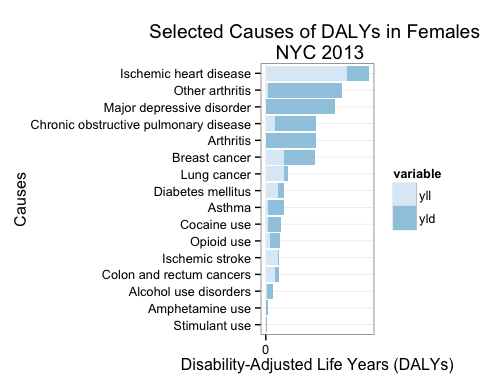 Selected Causes of DALYs in Females
NYC 2013
Causes
Ischemic heart disease
Other arthritis
Major depressive disorder
Chronic obstructive pulmonary disease
Arthritis
Breast cancer
Lung cancer
Diabetes mellitus
Asthma
Cocaine use
Opioid use
Ischemic stroke
Colon and rectum cancers
Alcohol use disorders
Amphetamine use
Stimulant use
variable
yll
yld
0
Disability-Adjusted Life Years (DALYs)